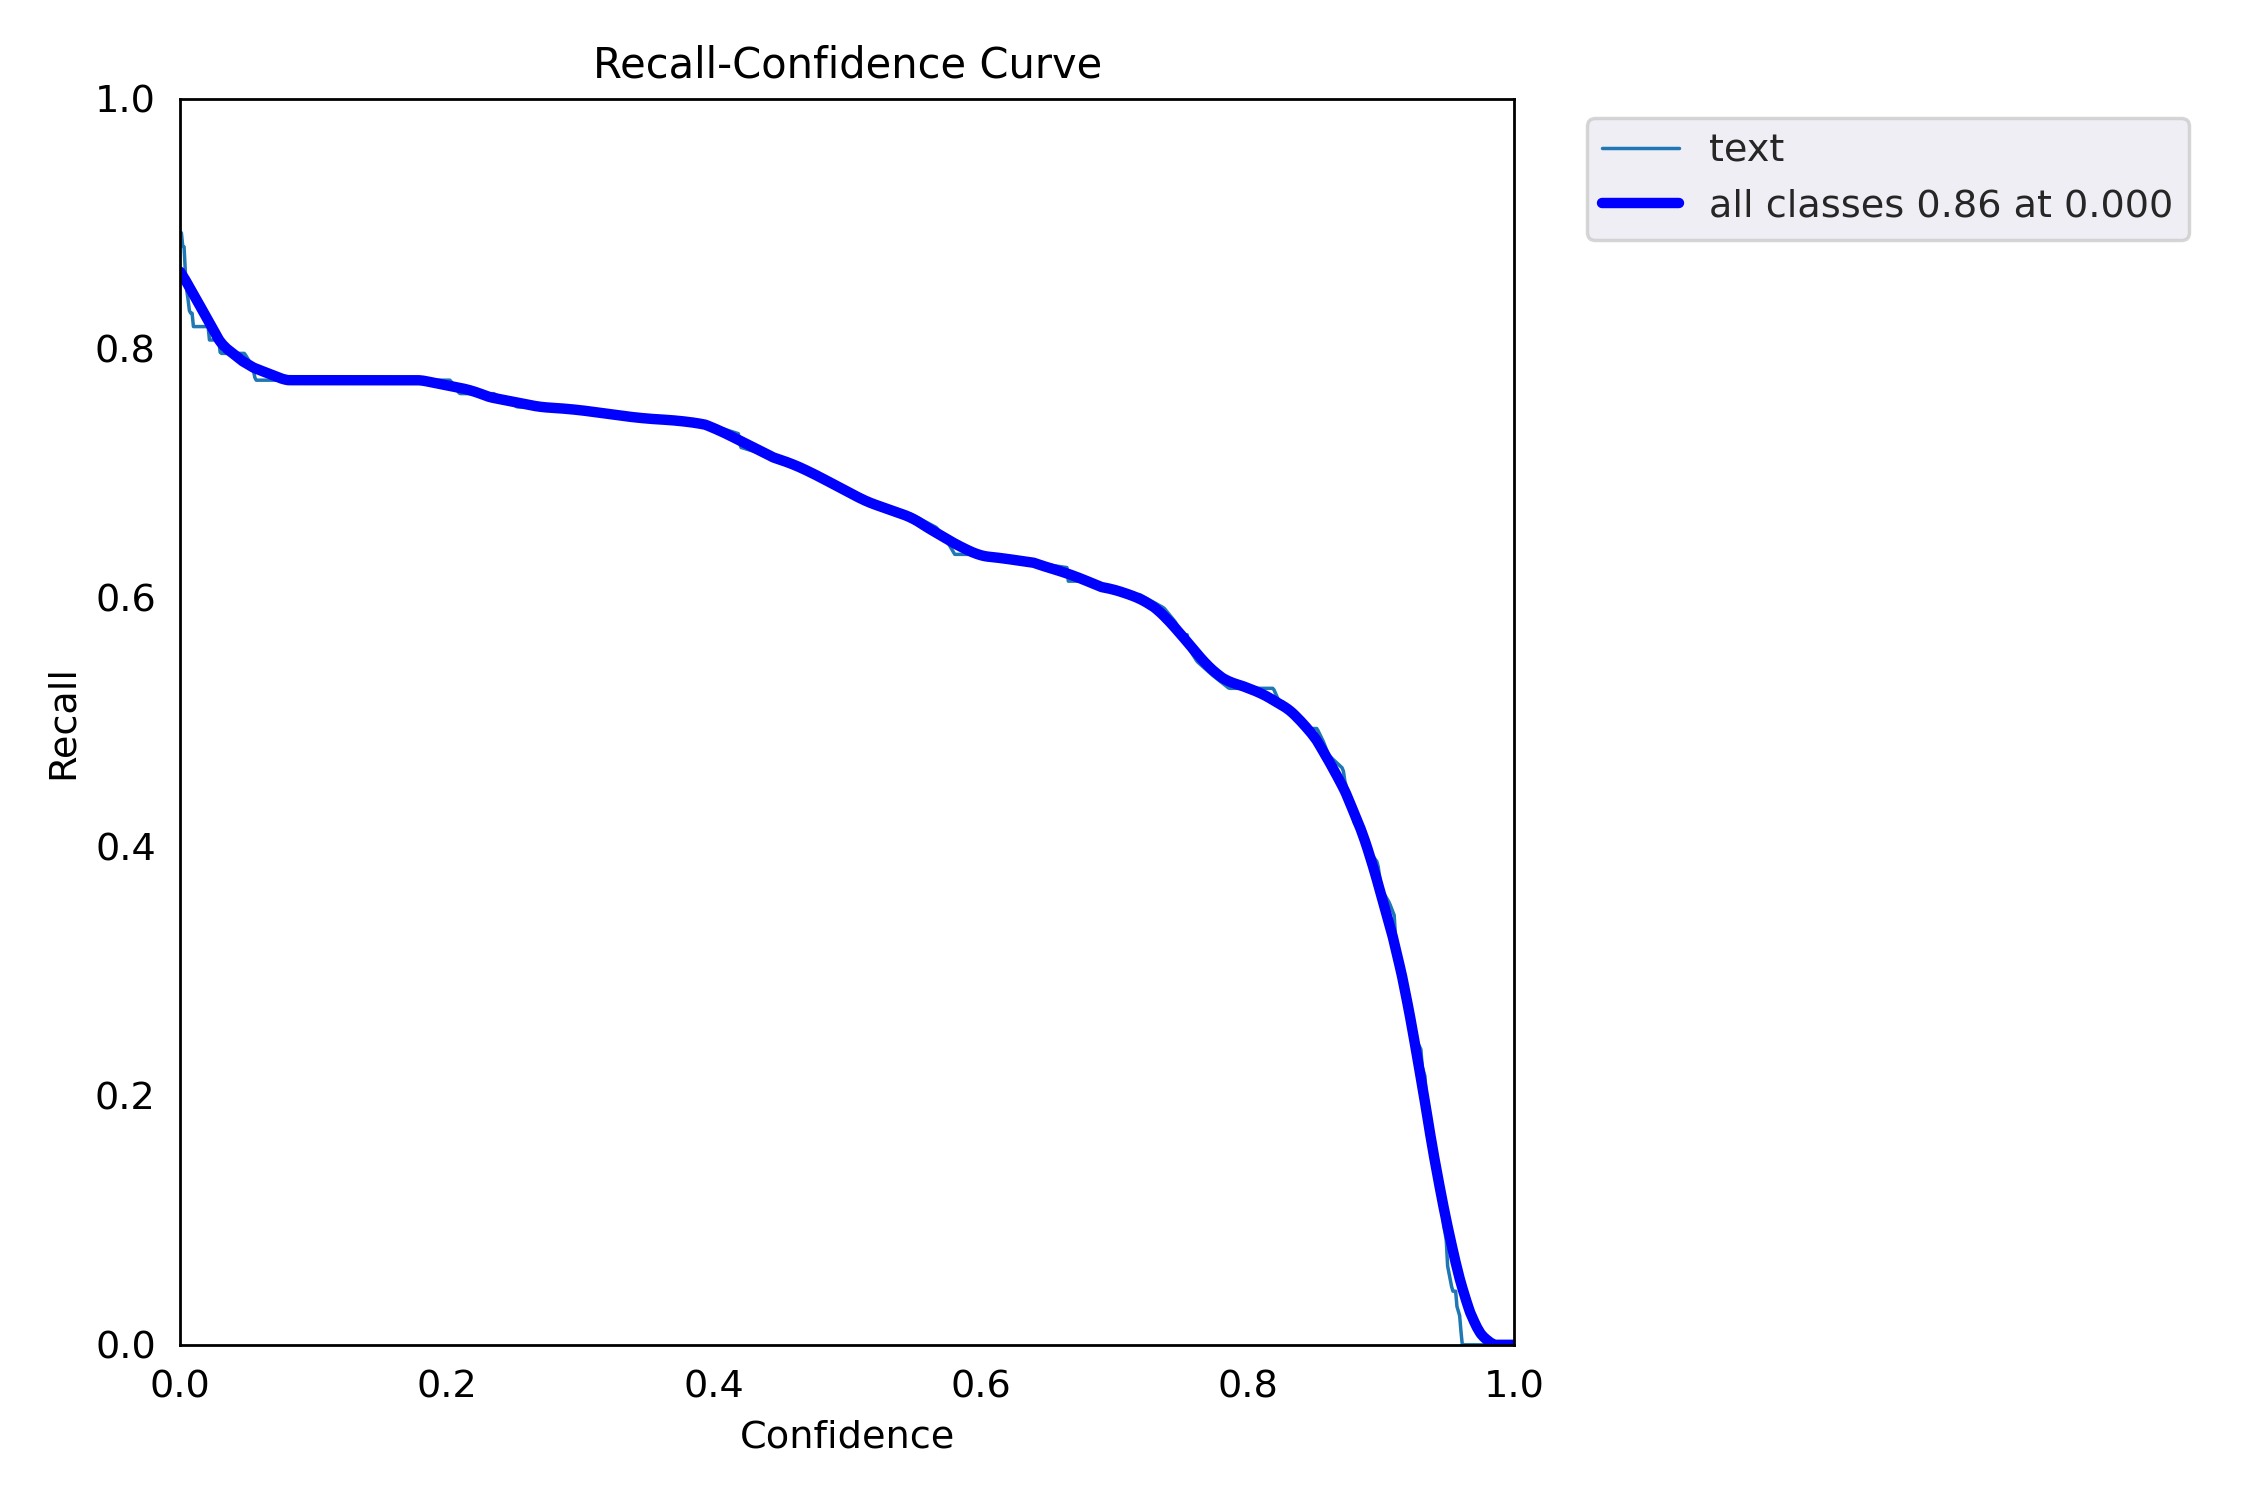 Recall-Confidence Curve
1.0
0.8
0.6
0.4
0.2
0.0
Recall
0.0 0.2 0.4 0.6 0.8 1.0
Confidence
text
all classes 0.86 at 0.000